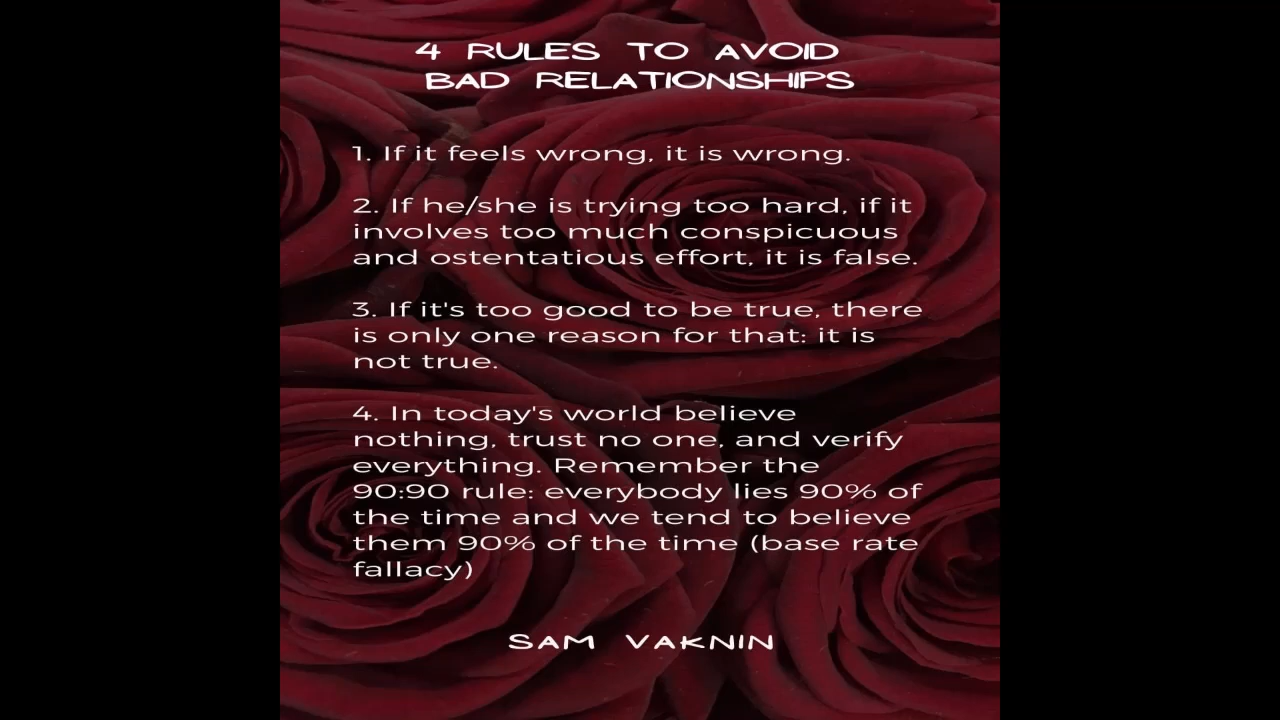 4 RULES TO AVOID
BAD RELATIONSHIPS
1. If it feels wrong, it is wrong.
2. If he/she is trying too hard, if it
involves too much conspicuous
and ostentatious effort, it is false.
3. If it's too good to be true, there
is only one reason for that: it is
not true.
4. In today's world believe
nothing, trust no one, and verify
everything. Remember the
90:90 rule: everybody lies 90% of
the time and we tend to believe
them 90% of the time (base rate
fallacy)
SAM VAKNIN